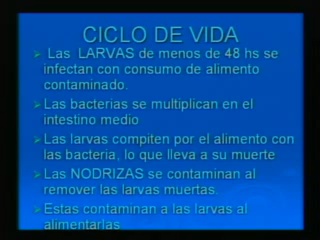 CICLO DE VIDA
Las LARVAS de menos de 48 hs se
infectan con consumo de alimento
contaminado.
Las bacterias se multiplican en el
intestino medio
Las larvas compiten por el alimento con
las bacteria, lo que lleva a su muerte
Las NODRIZAS se contaminan al
remover las larvas muertas.
Estas contaminan a las larvas al
alimentarlas